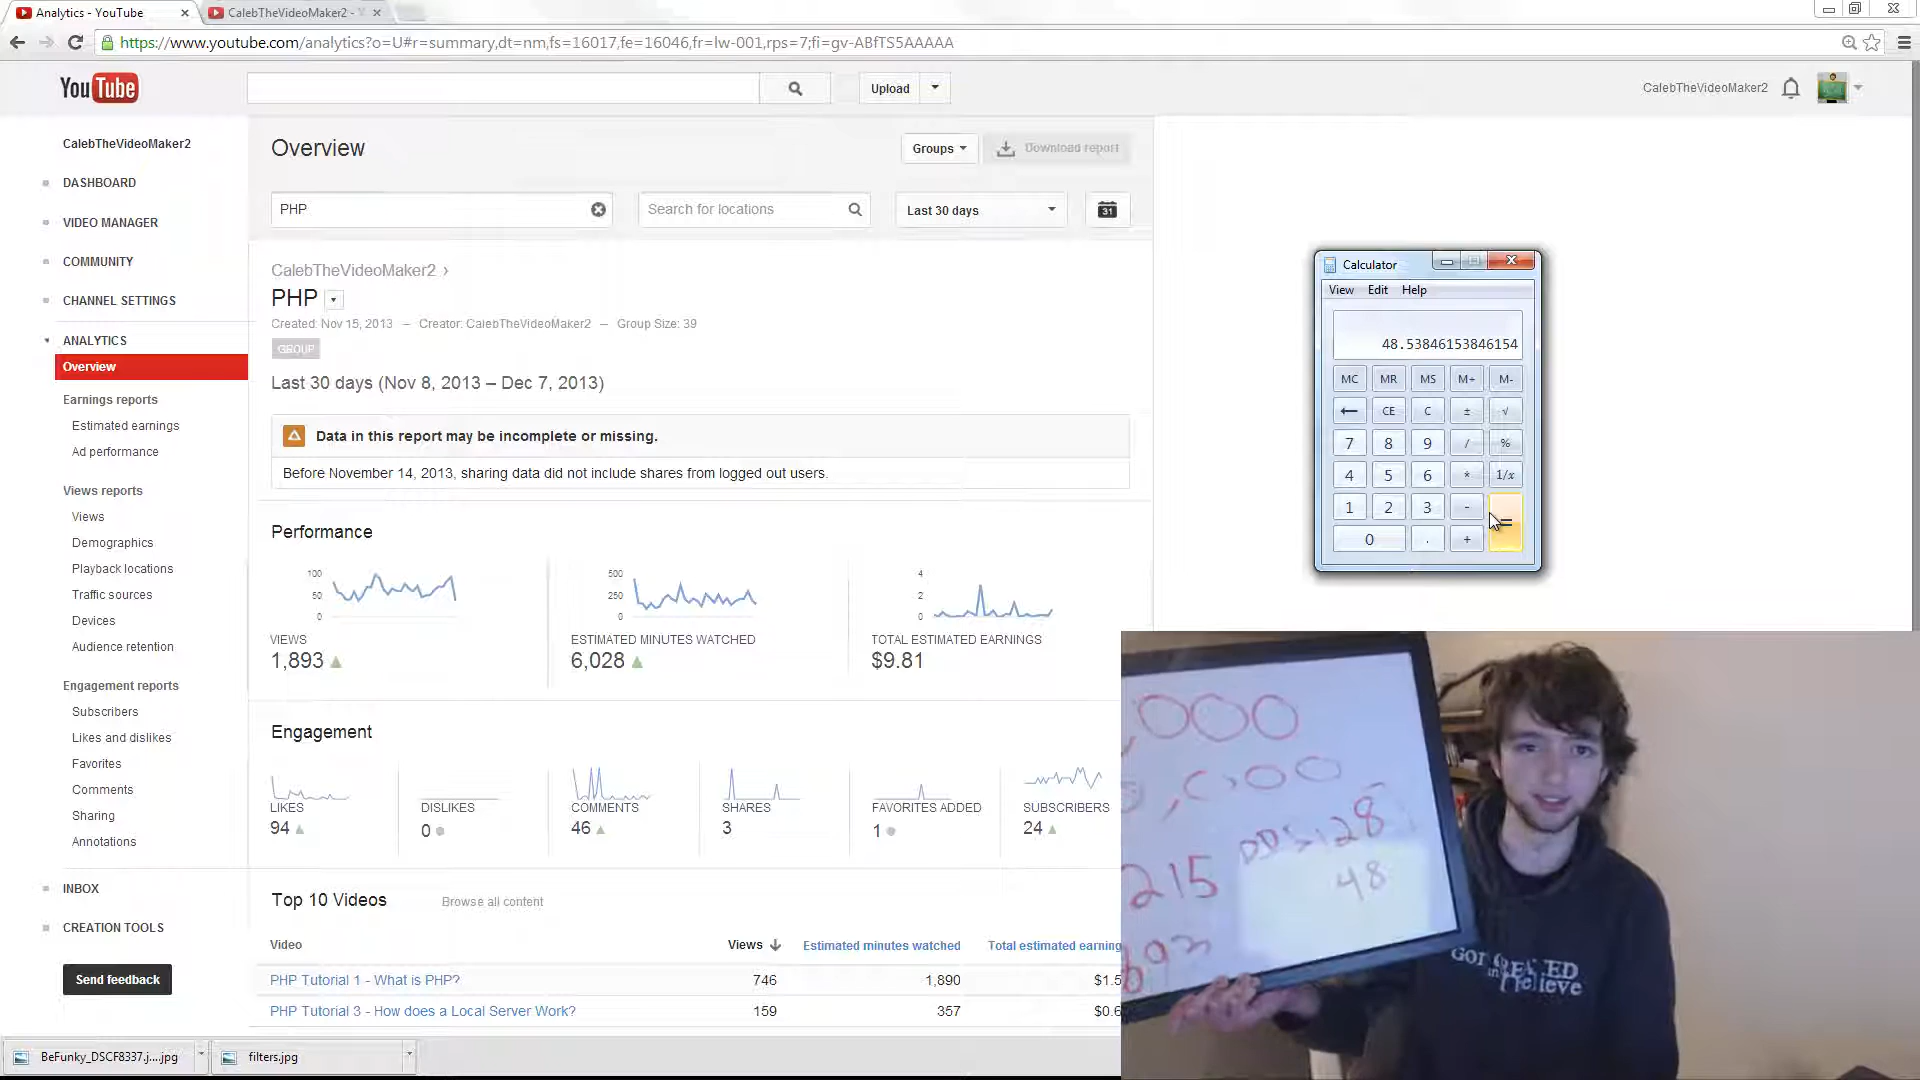 Analytics - YouTube
CalebTheVideoMaker2 -
https://www.youtube.com/analytics?o=U#r=summary,dt=nm,fs=16017,fe=16046,fr=lw-001,rps=7;fi=gv-ABfTS5AAAAA
YouTube
Upload
CalebTheVideoMaker2
CalebTheVideoMaker2
DASHBOARD
VIDEO MANAGER
COMMUNITY
CHANNEL SETTINGS
ANALYTICS
Overview
Earnings reports
Estimated earnings
Ad performance
Views reports
Views
Demographics
Playback locations
Traffic sources
Devices
Audience retention
Engagement reports
Subscribers
Likes and dislikes
Favorites
Comments
Sharing
Annotations
INBOX
CREATION TOOLS
Send feedback
Overview
Groups
Download report
PHP
Search for locations
Last 30 days
31
CalebTheVideoMaker2 ›
PHP
Created: Nov 15, 2013 – Creator: CalebTheVideoMaker2 – Group Size: 39
GROUP
Last 30 days (Nov 8, 2013 – Dec 7, 2013)
Data in this report may be incomplete or missing.
Before November 14, 2013, sharing data did not include shares from logged out users.
Performance
100
50
0
VIEWS
1,893
500
250
0
ESTIMATED MINUTES WATCHED
6,028
4
2
0
TOTAL ESTIMATED EARNINGS
$9.81
Engagement
LIKES
94
DISLIKES
0
COMMENTS
46
SHARES
3
FAVORITES ADDED
1
SUBSCRIBERS
24
Top 10 Videos
Browse all content
Video Views Estimated minutes watched Total estimated earning
PHP Tutorial 1 - What is PHP? 746 1,890 $1.5
PHP Tutorial 3 - How does a Local Server Work? 159 357 $0.6
Calculator
View Edit Help
48.53846153846154
MC MR MS M+ M-
← CE C ± √
7 8 9 / %
4 5 6 * 1/x
1 2 3 - =
0 . +
,000
215
48
BeFunky_DSCF8337.j....jpg
filters.jpg